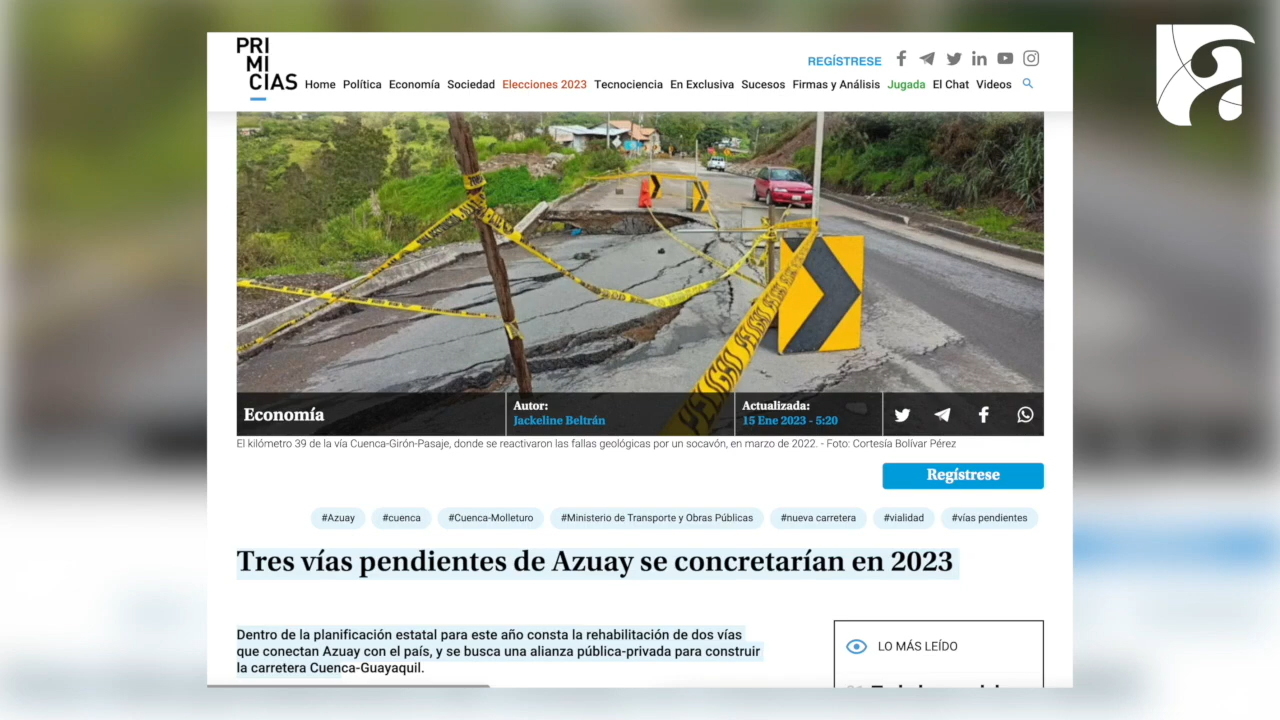 PRI
MI
CIAS
REGÍSTRESE
Home Política Economía Sociedad Elecciones 2023 Tecnociencia En Exclusiva Sucesos Firmas y Análisis Jugada El Chat Videos
PELIGRO
Economía
Autor:
Jackeline Beltrán
Actualizada:
15 Ene 2023 - 5:20
El kilómetro 39 de la vía Cuenca-Girón-Pasaje, donde se reactivaron las fallas geológicas por un socavón, en marzo de 2022. - Foto: Cortesía Bolívar Pérez
Regístrese
#Azuay #cuenca #Cuenca-Molleturo #Ministerio de Transporte y Obras Públicas #nueva carretera #vialidad #vías pendientes
Tres vías pendientes de Azuay se concretarían en 2023
Dentro de la planificación estatal para este año consta la rehabilitación de dos vías
que conectan Azuay con el país, y se busca una alianza pública-privada para construir
la carretera Cuenca-Guayaquil.
LO MÁS LEÍDO